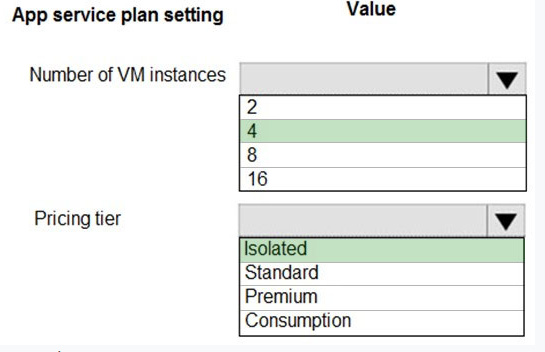 App service plan setting Value
Number of VM instances
2
4
8
16
Pricing tier
Isolated
Standard
Premium
Consumption